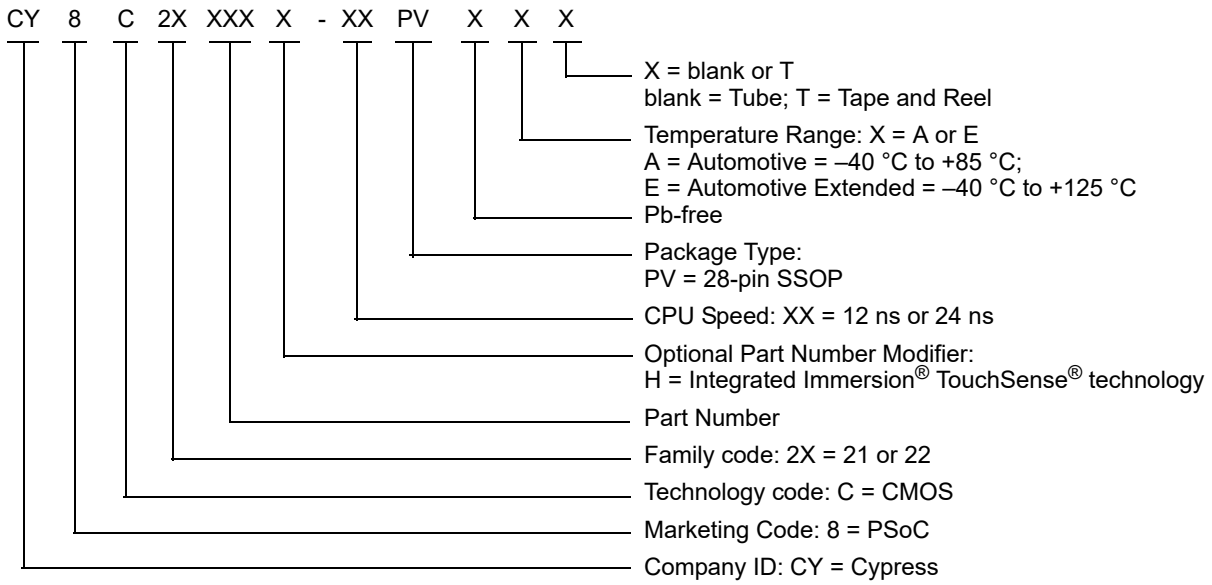 CY 8 C 2X XXX X - XX PV X X X
X = blank or T
blank = Tube; T = Tape and Reel
Temperature Range: X = A or E
A = Automotive = –40 °C to +85 °C;
E = Automotive Extended = –40 °C to +125 °C
Pb-free
Package Type:
PV = 28-pin SSOP
CPU Speed: XX = 12 ns or 24 ns
Optional Part Number Modifier:
H = Integrated Immersion® TouchSense® technology
Part Number
Family code: 2X = 21 or 22
Technology code: C = CMOS
Marketing Code: 8 = PSoC
Company ID: CY = Cypress